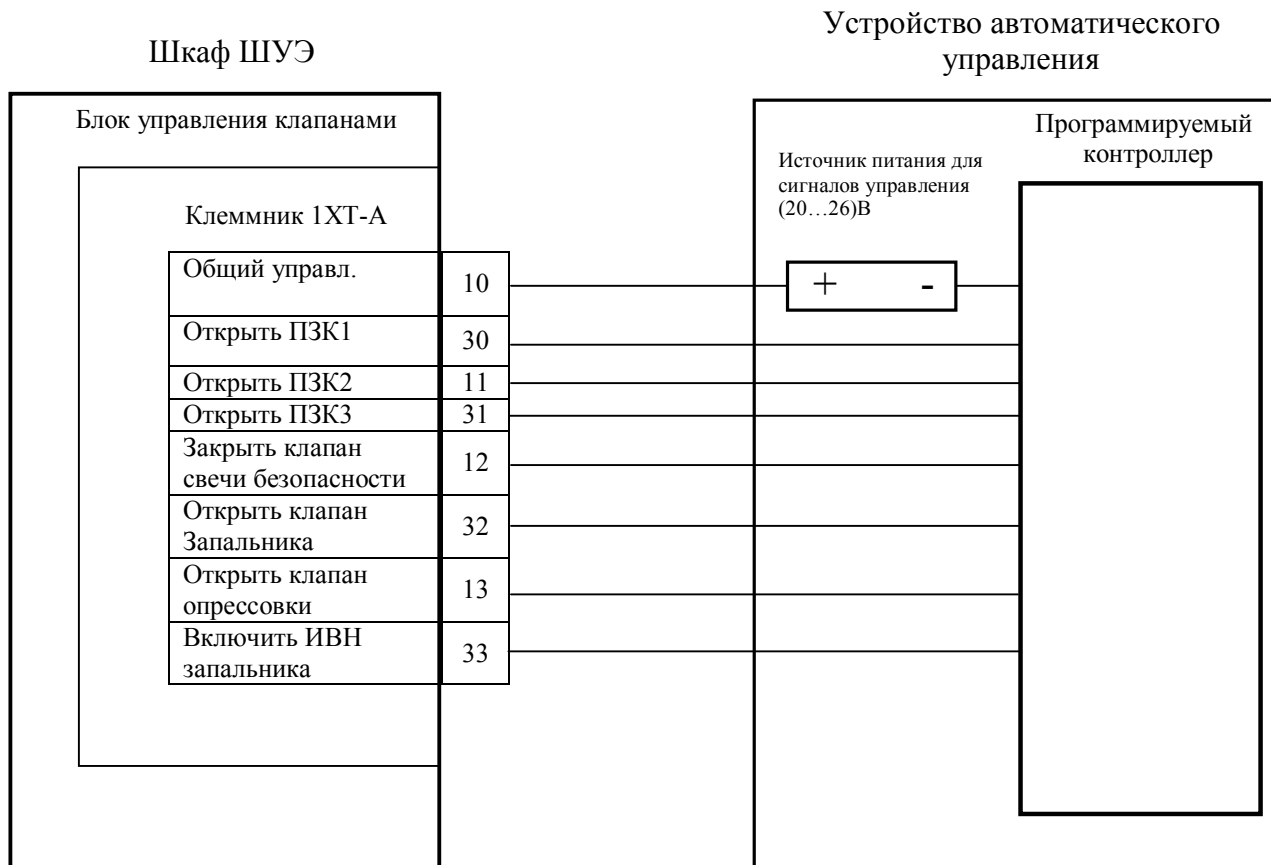 Шкаф ШУЭ
Устройство автоматического
управления
Блок управления клапанами
Программируемый
контроллер
Источник питания для
сигналов управления
(20…26)В
Клеммник 1ХТ-А
Общий управл.
10
+ -
Открыть ПЗК1
30
Открыть ПЗК2
11
Открыть ПЗК3
31
Закрыть клапан
свечи безопасности
12
Открыть клапан
Запальника
32
Открыть клапан
опрессовки
13
Включить ИВН
запальника
33